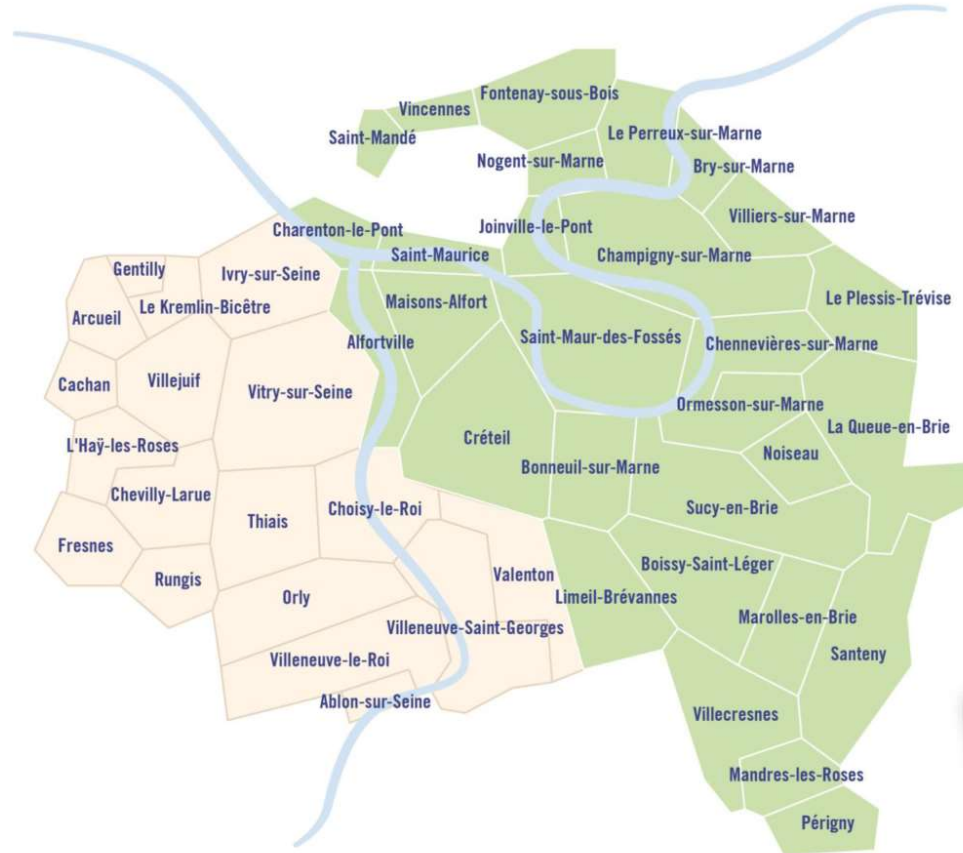 Fontenay-sous-Bois
Vincennes
Saint-Mandé
Le Perreux-sur-Marne
Nogent-sur-Marne
Bry-sur-Marne
Villiers-sur-Marne
Charenton-le-Pont
Joinville-le-Pont
Saint-Maurice
Champigny-sur-Marne
Gentilly
Ivry-sur-Seine
Le Kremlin-Bicêtre
Maisons-Alfort
Le Plessis-Trévise
Arcueil
Alfortville
Saint-Maur-des-Fossés
Chennevières-sur-Marne
Cachan
Villejuif
Vitry-sur-Seine
Ormesson-sur-Marne
La Queue-en-Brie
L'Haÿ-les-Roses
Créteil
Noiseau
Bonneuil-sur-Marne
Chevilly-Larue
Choisy-le-Roi
Sucy-en-Brie
Thiais
Fresnes
Rungis
Valenton
Boissy-Saint-Léger
Orly
Limeil-Brévannes
Marolles-en-Brie
Villeneuve-Saint-Georges
Santeny
Villeneuve-le-Roi
Ablon-sur-Seine
Villecresnes
Mandres-les-Roses
Périgny